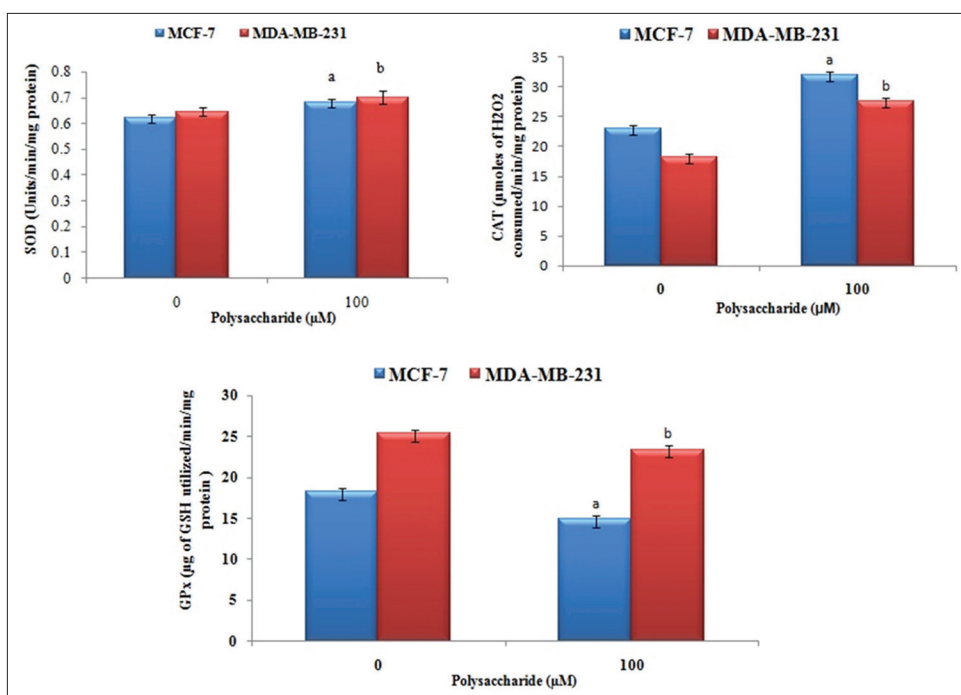 MCF-7 MDA-MB-231
SOD (Units/min/mg protein)
0.8
0.7
0.6
0.5
0.4
0.3
0.2
0.1
0
a
b
0
100
Polysaccharide (µM)
MCF-7 MDA-MB-231
CAT (µmoles of H2O2
consumed/min/mg protein)
35
30
25
20
15
10
5
0
a
b
0
100
Polysaccharide (µM)
MCF-7 MDA-MB-231
GPx (µg of GSH utilized/min/mg
protein )
30
25
20
15
10
5
0
a
b
0
100
Polysaccharide (µM)